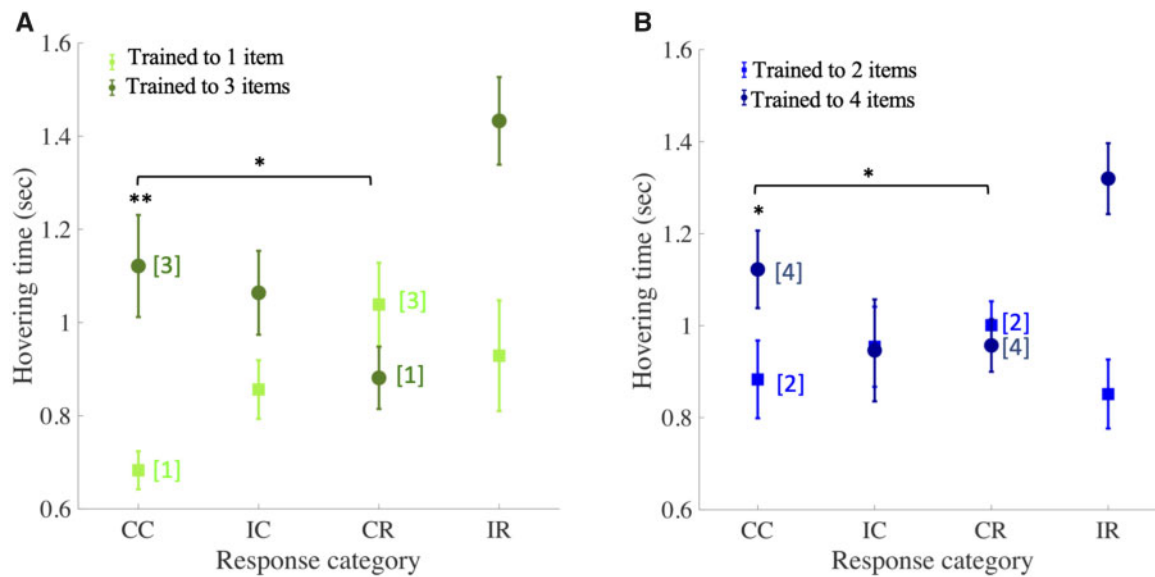 A
Trained to 1 item
Trained to 3 items
1.6
1.4
1.2
1
0.8
0.6
Hovering time (sec)
*
**
[3]
[1]
[3]
[1]
CC IC CR IR
Response category
B
Trained to 2 items
Trained to 4 items
1.6
1.4
1.2
1
0.8
0.6
Hovering time (sec)
*
*
[4]
[2]
[2]
[4]
CC IC CR IR
Response category